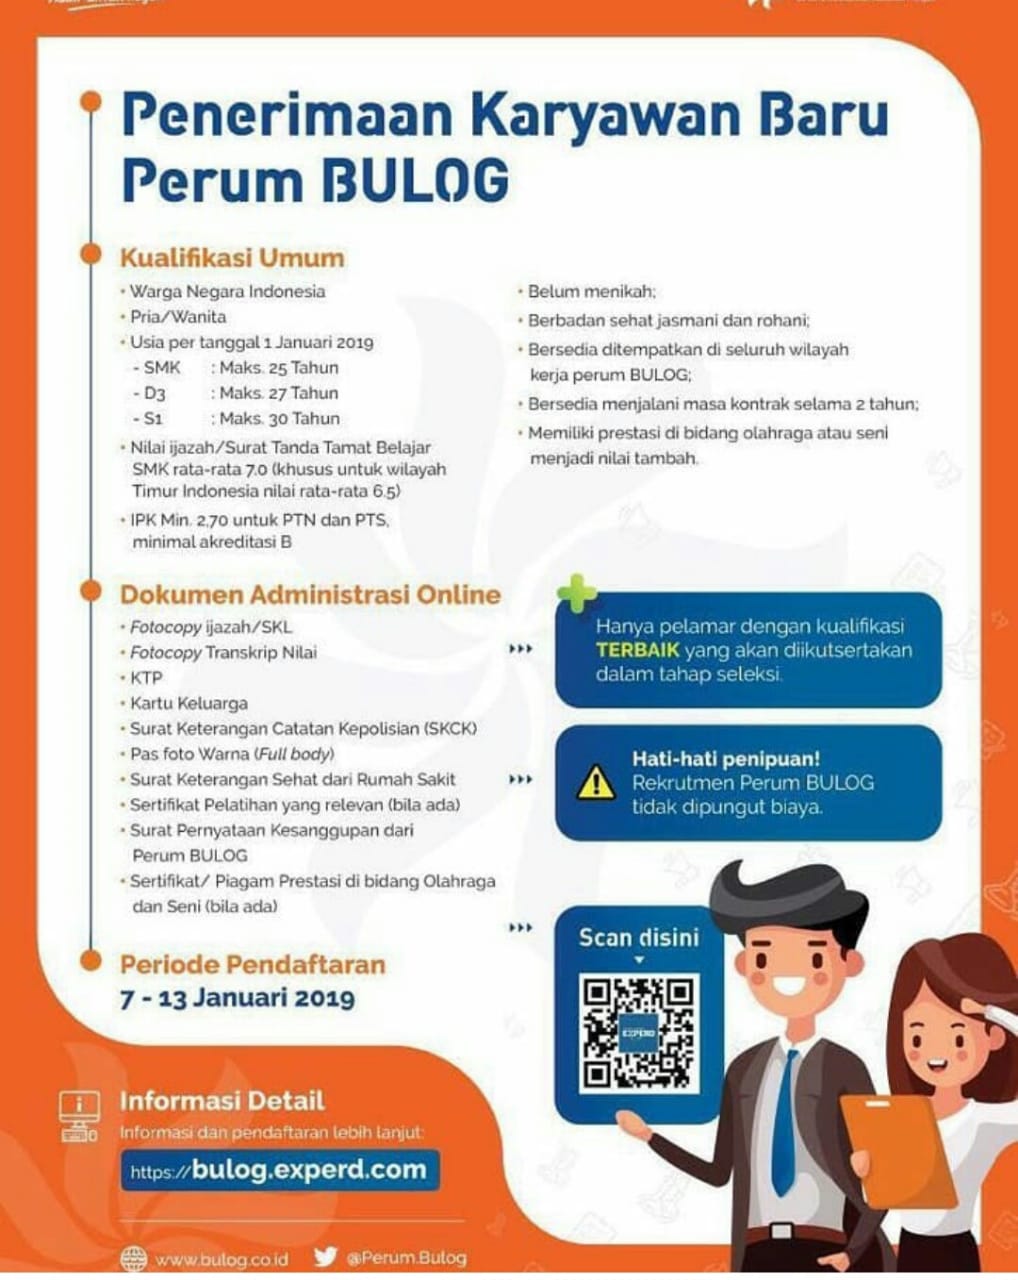 Penerimaan Karyawan Baru
Perum BULOG
Kualifikasi Umum
• Warga Negara Indonesia
• Pria/Wanita
• Usia per tanggal 1 Januari 2019
- SMK : Maks. 25 Tahun
- D3 : Maks. 27 Tahun
- S1 : Maks. 30 Tahun
• Nilai ijazah/Surat Tanda Tamat Belajar
SMK rata-rata 7.0 (khusus untuk wilayah
Timur Indonesia nilai rata-rata 6.5)
• IPK Min. 2,70 untuk PTN dan PTS,
minimal akreditasi B
• Belum menikah;
• Berbadan sehat jasmani dan rohani;
• Bersedia ditempatkan di seluruh wilayah
kerja perum BULOG;
• Bersedia menjalani masa kontrak selama 2 tahun;
• Memiliki prestasi di bidang olahraga atau seni
menjadi nilai tambah.
Dokumen Administrasi Online
• Fotocopy ijazah/SKL
• Fotocopy Transkrip Nilai
• KTP
• Kartu Keluarga
• Surat Keterangan Catatan Kepolisian (SKCK)
• Pas foto Warna (Full body)
• Surat Keterangan Sehat dari Rumah Sakit
• Sertifikat Pelatihan yang relevan (bila ada)
• Surat Pernyataan Kesanggupan dari
Perum BULOG
• Sertifikat/ Piagam Prestasi di bidang Olahraga
dan Seni (bila ada)
Hanya pelamar dengan kualifikasi
TERBAIK yang akan diikutsertakan
dalam tahap seleksi.
Hati-hati penipuan!
Rekrutmen Perum BULOG
tidak dipungut biaya.
Scan disini
EXPERD
Periode Pendaftaran
7 - 13 Januari 2019
Informasi Detail
Informasi dan pendaftaran lebih lanjut:
https://bulog.experd.com
www.bulog.co.id @Perum.Bulog